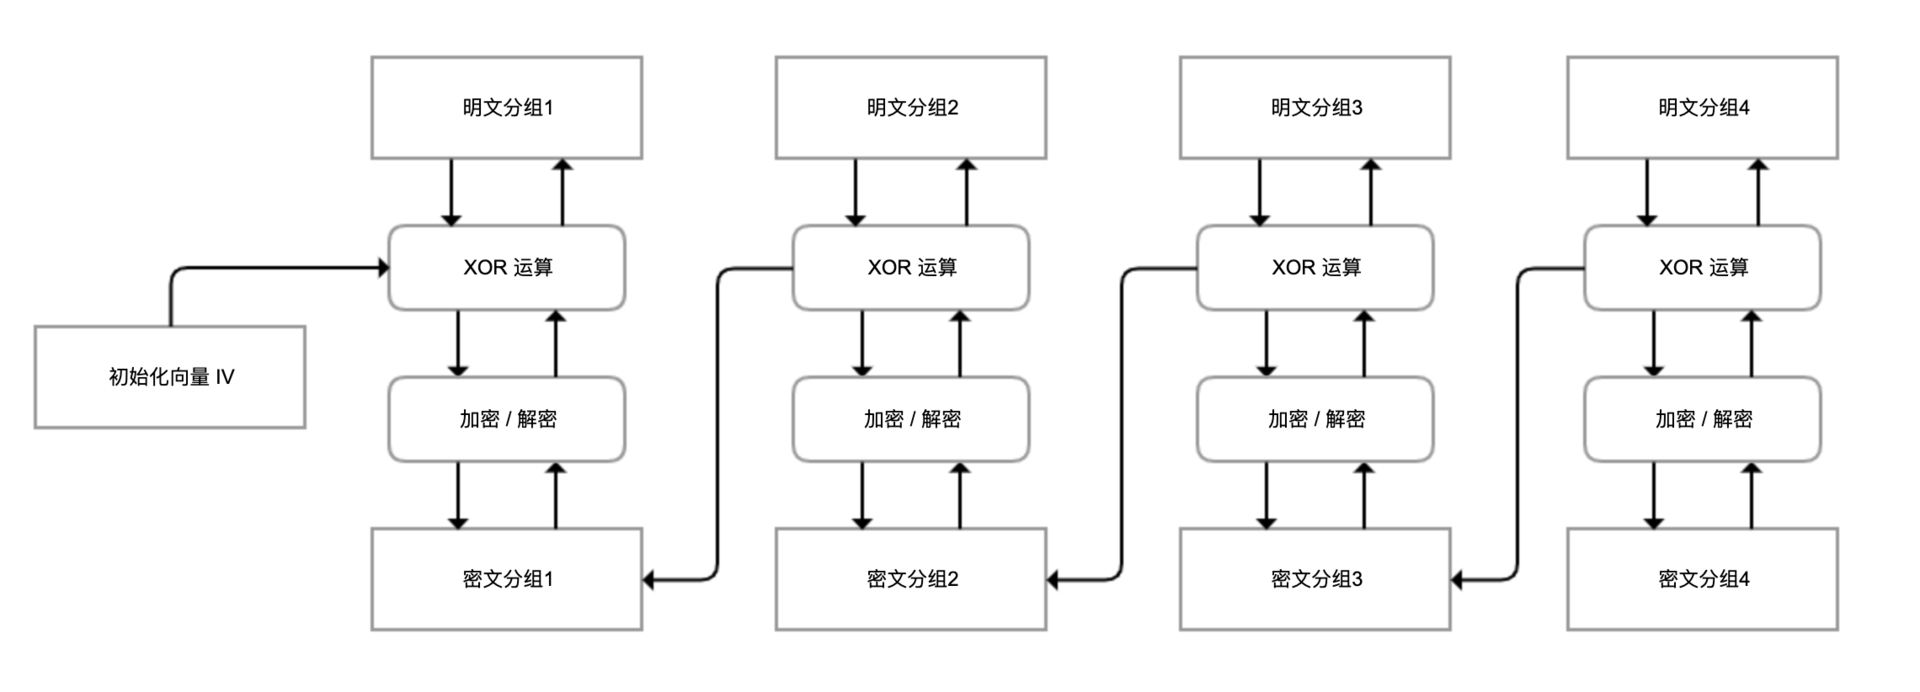 明文分组1
明文分组2
明文分组3
明文分组4
XOR 运算
XOR 运算
XOR 运算
XOR 运算
初始化向量 IV
加密 / 解密
加密 / 解密
加密 / 解密
加密 / 解密
密文分组1
密文分组2
密文分组3
密文分组4